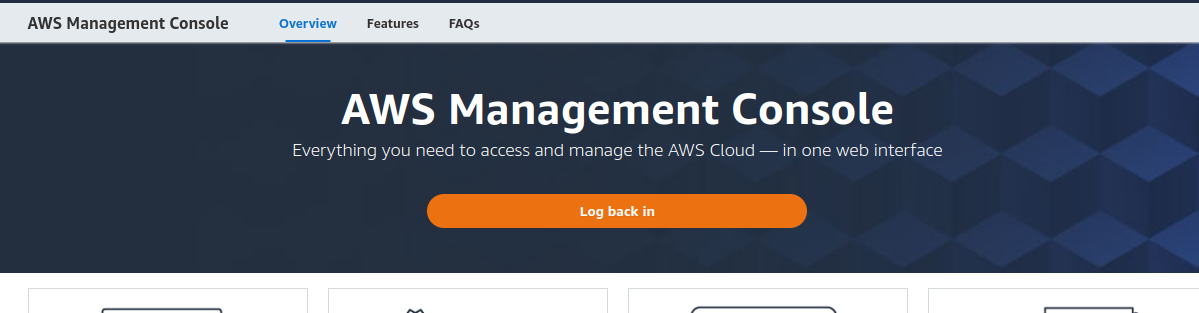 AWS Management Console
Overview
Features
FAQs
AWS Management Console
Everything you need to access and manage the AWS Cloud — in one web interface
Log back in